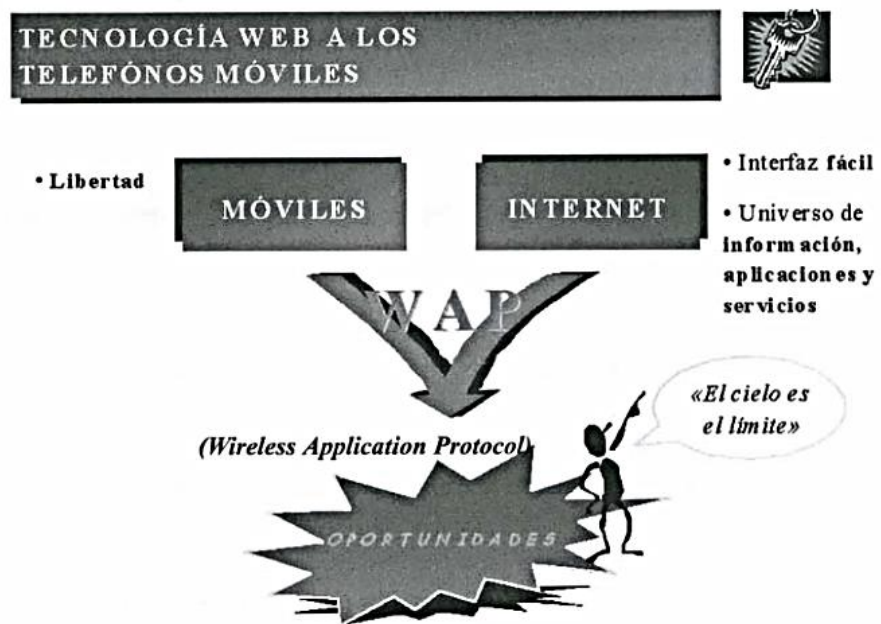 TECNOLOGÍA WEB A LOS
TELEFÓNOS MÓVILES
• Libertad
MÓVILES
INTERNET
• Interfaz fácil
• Universo de
información,
aplicaciones y
servicios
WAP
(Wireless Application Protocol)
«El cielo es
el límite»
OPORTUNIDADES